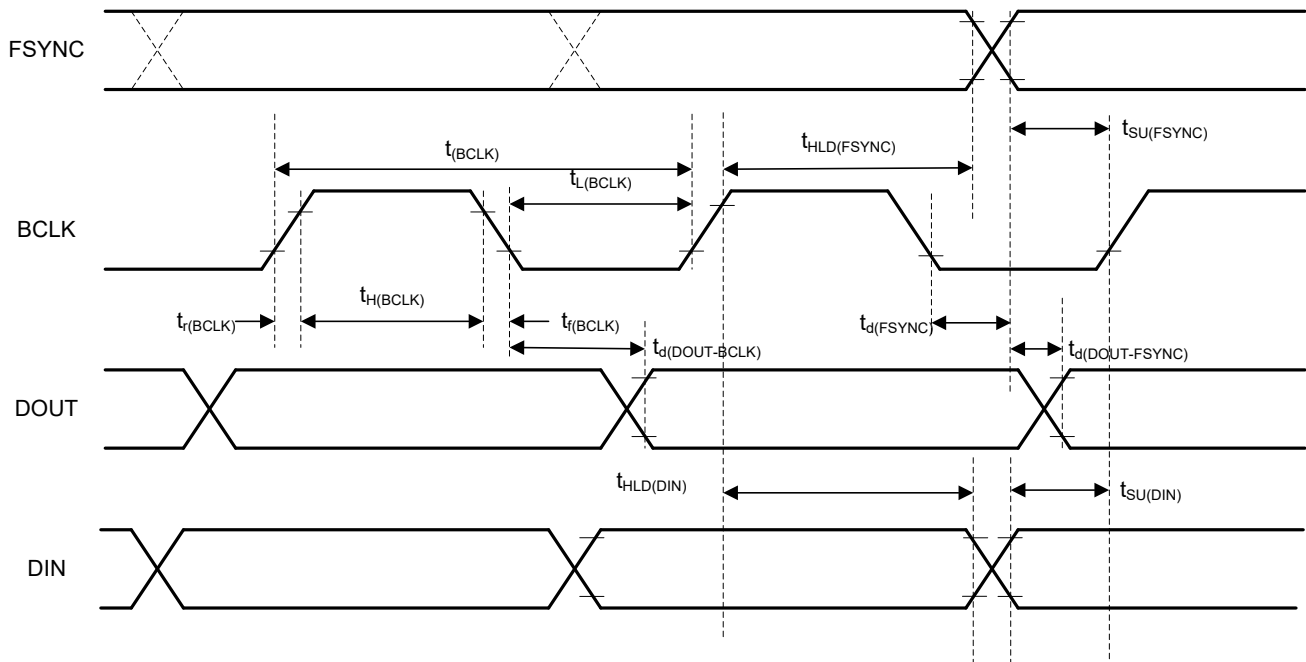 FSYNC
t(BCLK)
tHLD(FSYNC)
tSU(FSYNC)
tL(BCLK)
BCLK
tr(BCLK)
tH(BCLK)
tf(BCLK)
td(FSYNC)
td(DOUT-BCLK)
td(DOUT-FSYNC)
DOUT
tHLD(DIN)
tSU(DIN)
DIN